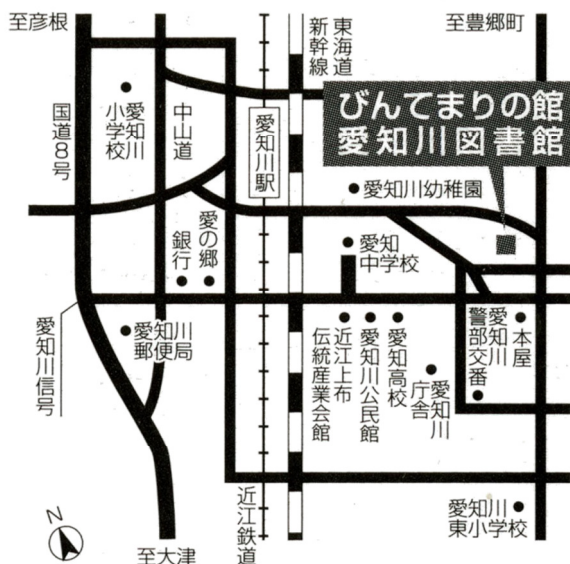 至彦根
至豊郷町
東海道
新幹線
びんてまりの館
愛知川図書館
国道8号
愛知川
小学校
中山道
愛知川駅
愛知川幼稚園
愛の郷
銀行
愛知
中学校
愛知川信号
愛知川
郵便局
近江上布
伝統産業会館
愛知川公民館
愛知高校
愛知川
庁舎
愛知川
警部交番
本屋
近江鉄道
愛知川
東小学校
N
至大津